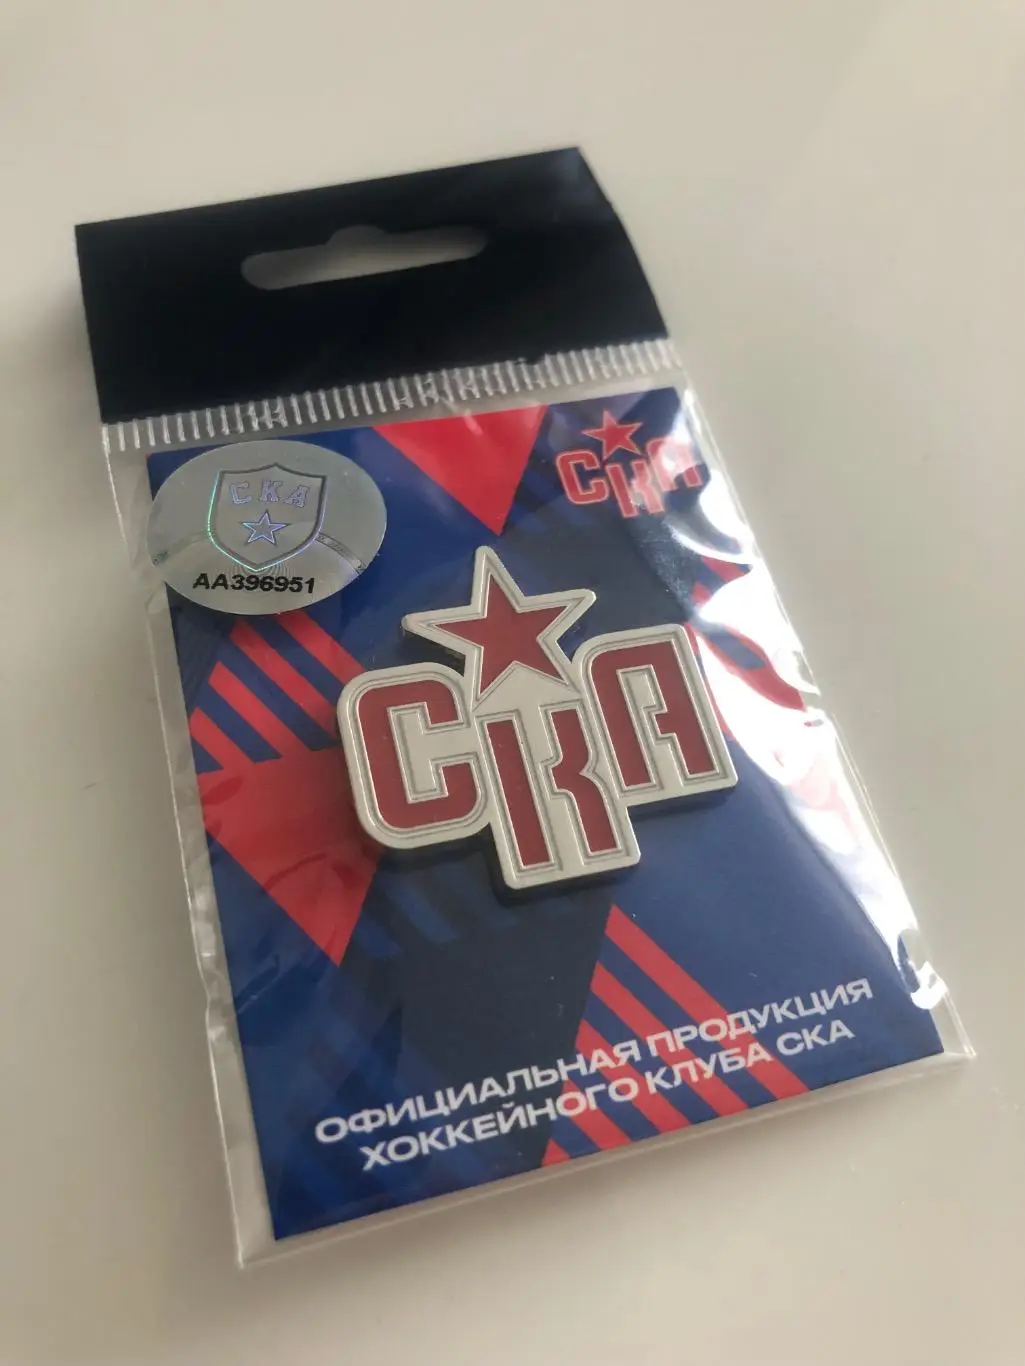 СКА
AA396951
СКА
СКА
ОФИЦИАЛЬНАЯ ПРОДУКЦИЯ
ХОККЕЙНОГО КЛУБА СКА